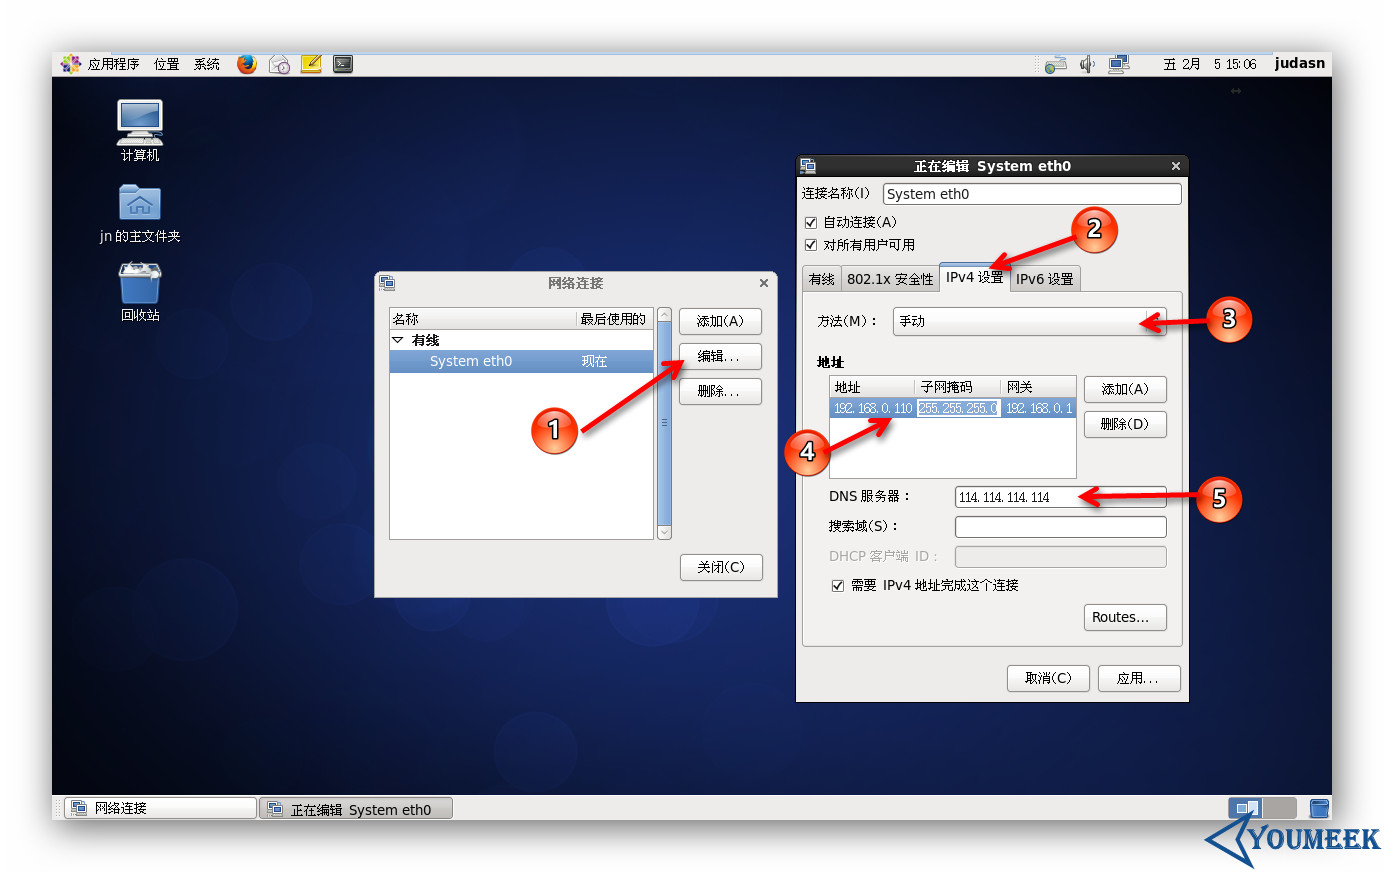 应用程序 位置 系统
五 2月 5 15:06 judasn
计算机
jn 的主文件夹
回收站
网络连接
名称 最后使用的
有线
System eth0 现在
添加(A)
编辑...
删除...
关闭(C)
1
正在编辑 System eth0
连接名称(I) System eth0
自动连接(A)
对所有用户可用
2
有线 802.1x 安全性 IPv4 设置 IPv6 设置
方法(M)： 手动
3
地址
地址 子网掩码 网关
192.168.0.110 255.255.255.0 192.168.0.1
添加(A)
删除(D)
4
DNS 服务器： 114.114.114.114
5
搜索域(S)：
DHCP 客户端 ID：
需要 IPv4 地址完成这个连接
Routes...
取消(C) 应用...
网络连接 正在编辑 System eth0
YOUMEEK